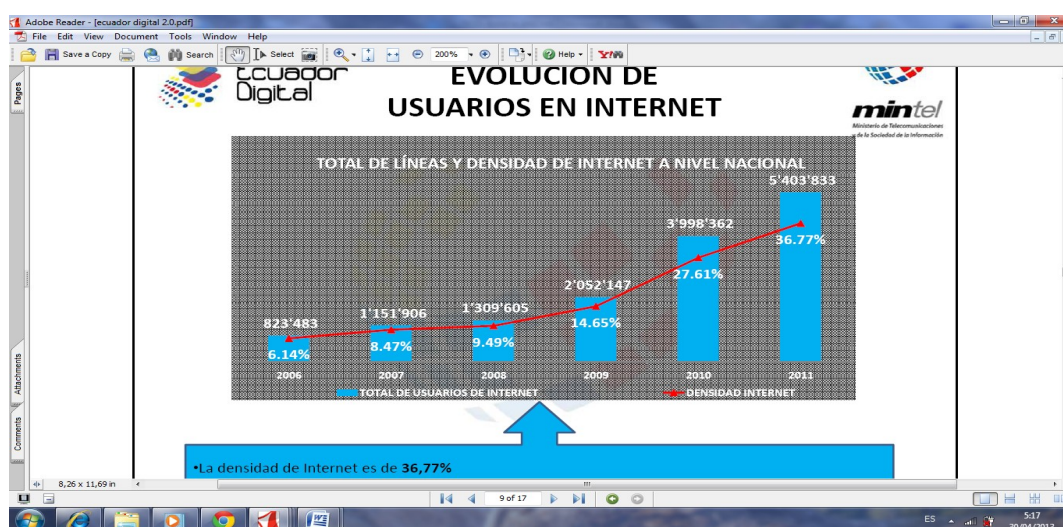 Adobe Reader - [ecuador digital 2.0.pdf]
File Edit View Document Tools Window Help
Save a Copy Search Select 200% Help Y!
Pages
Attachments
Comments
Ecuador
Digital
EVOLUCION DE
USUARIOS EN INTERNET
mintel
Ministerio de Telecomunicaciones
y de la Sociedad de la Información
TOTAL DE LÍNEAS Y DENSIDAD DE INTERNET A NIVEL NACIONAL
5'403'833
3'998'362
36.77%
27.61%
2'052'147
1'309'605
1'151'906
823'483
14.65%
9.49%
8.47%
6.14%
2006 2007 2008 2009 2010 2011
TOTAL DE USUARIOS DE INTERNET DENSIDAD INTERNET
•La densidad de Internet es de 36,77%
8,26 x 11,69 in
9 of 17
ES 5:17